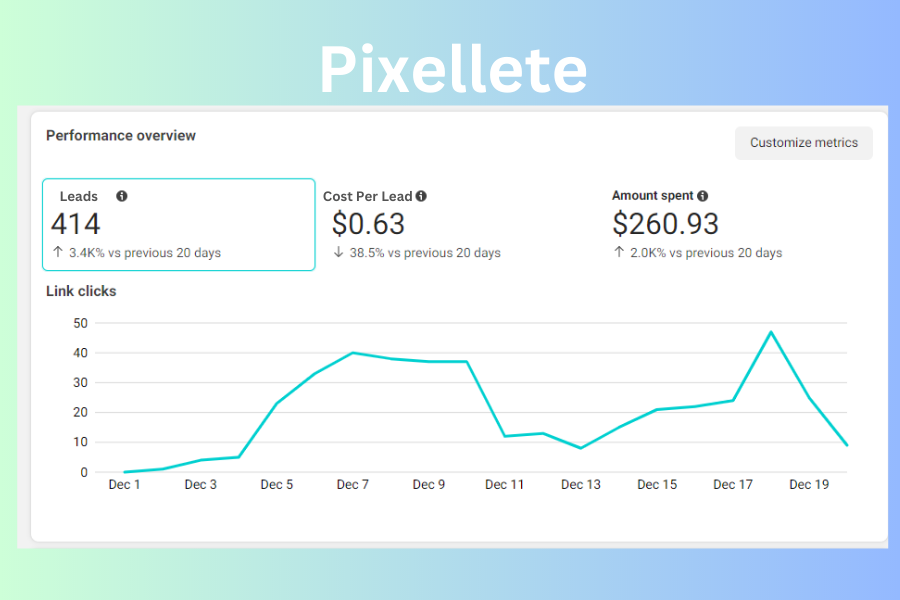 Pixellete
Performance overview
Customize metrics
Leads
414
↑ 3.4K% vs previous 20 days
Cost Per Lead
$0.63
↓ 38.5% vs previous 20 days
Amount spent
$260.93
↑ 2.0K% vs previous 20 days
Link clicks
50
40
30
20
10
0
Dec 1 Dec 3 Dec 5 Dec 7 Dec 9 Dec 11 Dec 13 Dec 15 Dec 17 Dec 19